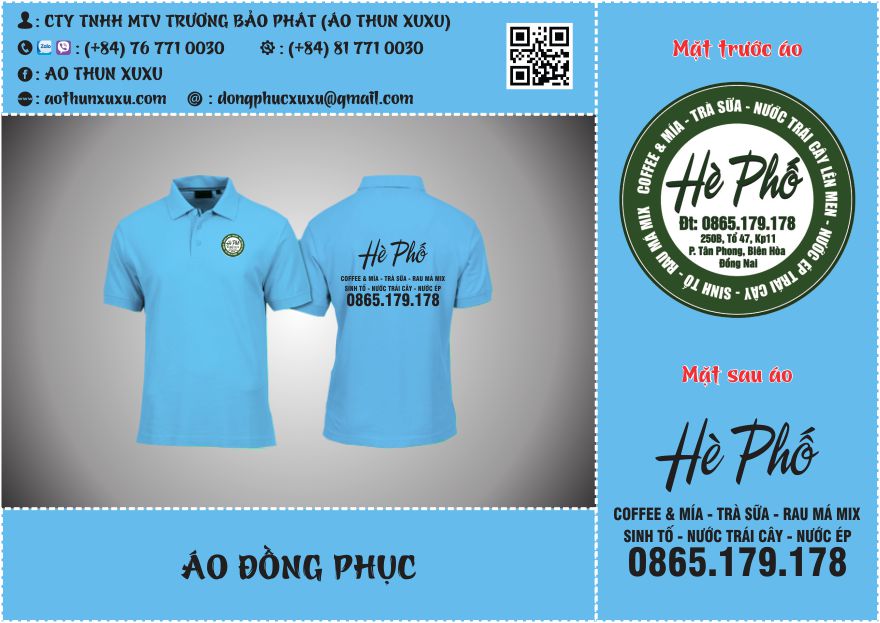 : CTY TNHH MTV TRƯƠNG BẢO PHÁT (ÁO THUN XUXU)
Zalo : (+84) 76 771 0030 : (+84) 81 771 0030
: AO THUN XUXU
www : aothunxuxu.com @ : dongphucxuxu@gmail.com
Hè Phố
Hè Phố
COFFEE & MÍA - TRÀ SỮA - RAU MÁ MIX
SINH TỐ - NƯỚC TRÁI CÂY - NƯỚC ÉP
0865.179.178
ÁO ĐỒNG PHỤC
Mặt trước áo
COFFEE & MÍA - TRÀ SỮA - NƯỚC TRÁI CÂY LÊN MEN - NƯỚC ÉP TRÁI CÂY - SINH TỐ - RAU MÁ MIX
Hè Phố
Đt: 0865.179.178
250B, Tổ 47, Kp11
P. Tân Phong, Biên Hòa
Đồng Nai
Mặt sau áo
Hè Phố
COFFEE & MÍA - TRÀ SỮA - RAU MÁ MIX
SINH TỐ - NƯỚC TRÁI CÂY - NƯỚC ÉP
0865.179.178